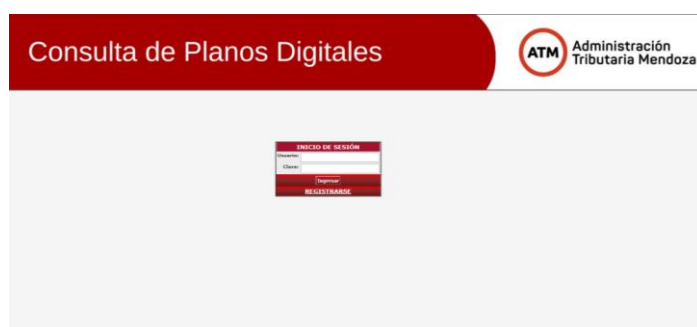 Consulta de Planos Digitales
ATM
Administración
Tributaria Mendoza
INICIO DE SESIÓN
Usuario:
Clave:
Ingresar
REGISTRARSE